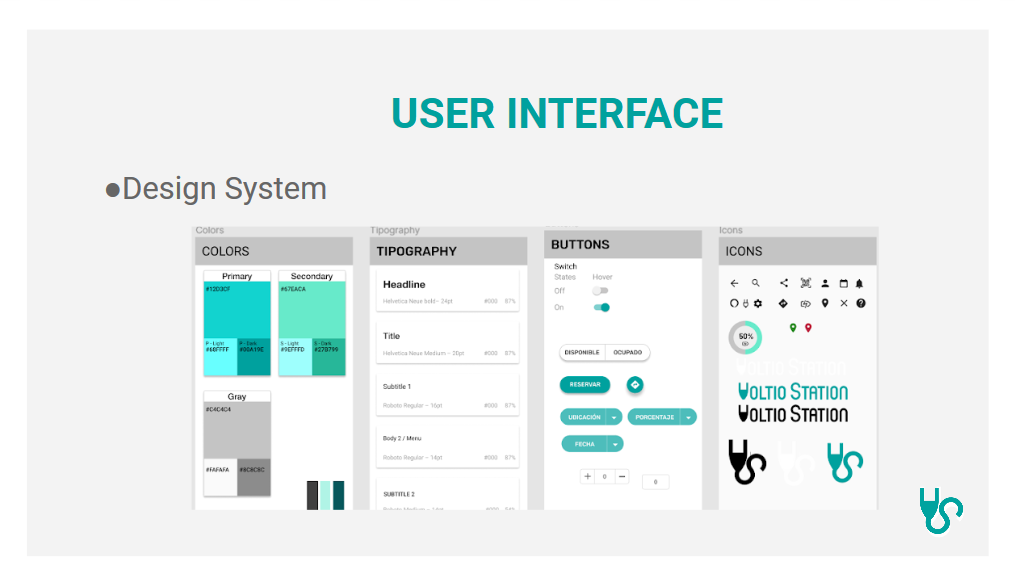 USER INTERFACE
●Design System
Colors
COLORS
Primary
#12D3CF
P - Light
#68FFFF
P - Dark
#00A19E
Secondary
#67EACA
S - Light
#9EFFFD
S - Dark
#27B799
Gray
#C4C4C4
#FAFAFA
#8C8C8C
Tipography
TIPOGRAPHY
Headline
Helvetica Neue bold - 24pt #000 87%
Title
Helvetica Neue Medium – 20pt #000 87%
Subtitle 1
Roboto Regular – 16pt #000 87%
Body 2 / Menu
Roboto Regular – 14pt #000 87%
SUBTITLE 2
BUTTONS
Switch
States Hover
Off
On
DISPONIBLE OCUPADO
RESERVAR
UBICACIÓN PORCENTAJE
FECHA
+ 0 −
0
Icons
ICONS
50%
VOLTIO STATION
VOLTIO STATION
VOLTIO STATION